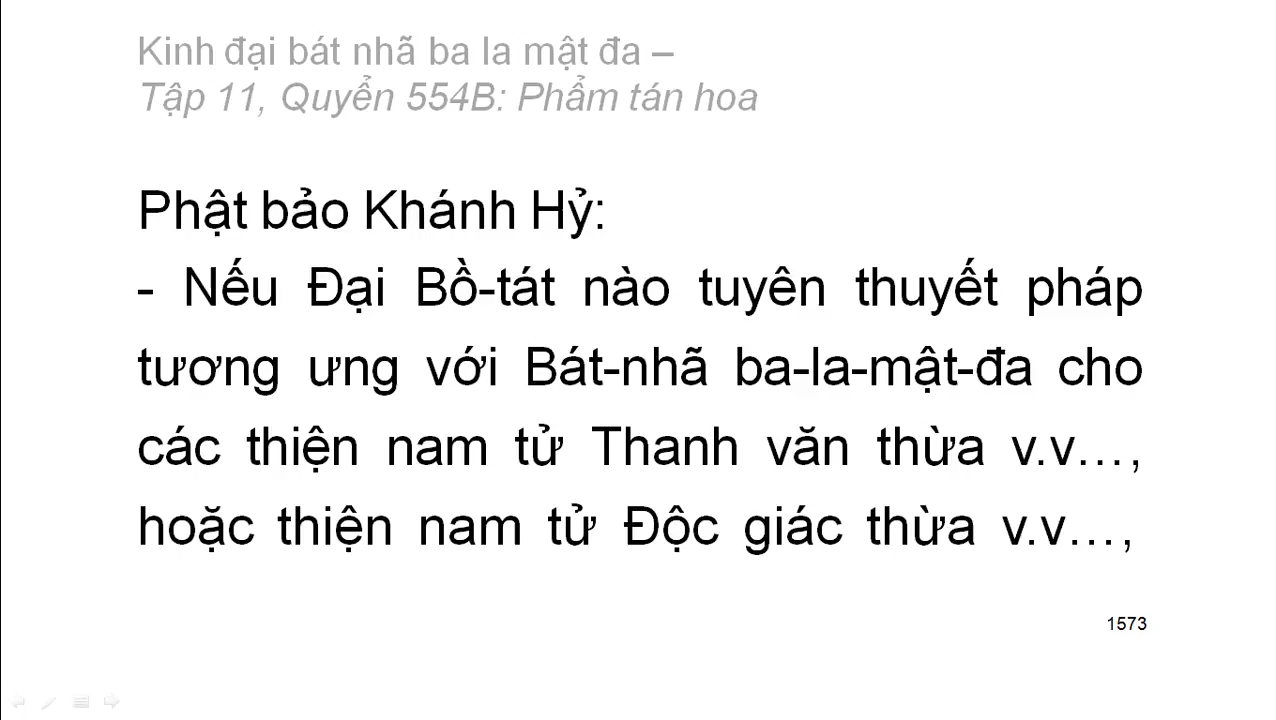 Kinh đại bát nhã ba la mật đa –
Tập 11, Quyển 554B: Phẩm tán hoa
Phật bảo Khánh Hỷ:
- Nếu Đại Bồ-tát nào tuyên thuyết pháp
tương ưng với Bát-nhã ba-la-mật-đa cho
các thiện nam tử Thanh văn thừa v.v…,
hoặc thiện nam tử Độc giác thừa v.v…,
1573